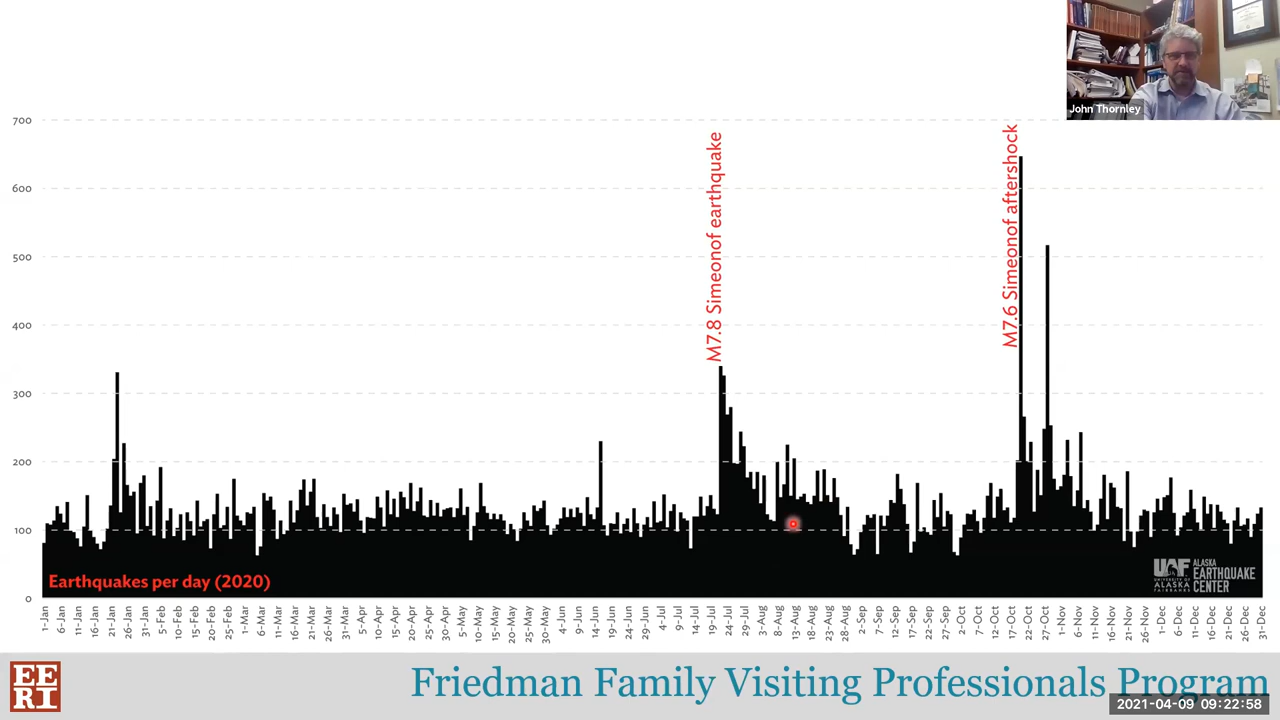 John Thornley
700
600
500
400
300
200
100
0
M7.8 Simeonof earthquake
M7.6 Simeonof aftershock
Earthquakes per day (2020)
UAF
UNIVERSITY OF
ALASKA
FAIRBANKS
ALASKA
EARTHQUAKE
CENTER
1-Jan 6-Jan 11-Jan 16-Jan 21-Jan 26-Jan 31-Jan 5-Feb 10-Feb 15-Feb 20-Feb 25-Feb 1-Mar 6-Mar 11-Mar 16-Mar 21-Mar 26-Mar 31-Mar 5-Apr 10-Apr 15-Apr 20-Apr 25-Apr 30-Apr 5-May 10-May 15-May 20-May 25-May 30-May 4-Jun 9-Jun 14-Jun 19-Jun 24-Jun 29-Jun 4-Jul 9-Jul 14-Jul 19-Jul 24-Jul 29-Jul 3-Aug 8-Aug 13-Aug 18-Aug 23-Aug 28-Aug 2-Sep 7-Sep 12-Sep 17-Sep 22-Sep 27-Sep 2-Oct 7-Oct 12-Oct 17-Oct 22-Oct 27-Oct 1-Nov 6-Nov 11-Nov 16-Nov 21-Nov 26-Nov 1-Dec 6-Dec 11-Dec 16-Dec 21-Dec 26-Dec 31-Dec
EE
RI
Friedman Family Visiting Professionals Program
2021-04-09 09:22:58